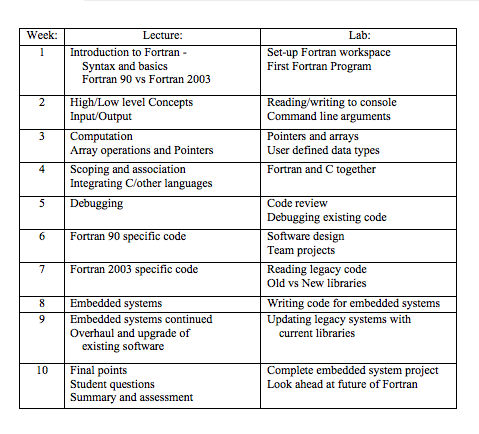 Week: Lecture: Lab:
1 Introduction to Fortran - Set-up Fortran workspace
Syntax and basics First Fortran Program
Fortran 90 vs Fortran 2003
2 High/Low level Concepts Reading/writing to console
Input/Output Command line arguments
3 Computation Pointers and arrays
Array operations and Pointers User defined data types
4 Scoping and association Fortran and C together
Integrating C/other languages
5 Debugging Code review
Debugging existing code
6 Fortran 90 specific code Software design
Team projects
7 Fortran 2003 specific code Reading legacy code
Old vs New libraries
8 Embedded systems Writing code for embedded systems
9 Embedded systems continued Updating legacy systems with
Overhaul and upgrade of current libraries
existing software
10 Final points Complete embedded system project
Student questions Look ahead at future of Fortran
Summary and assessment